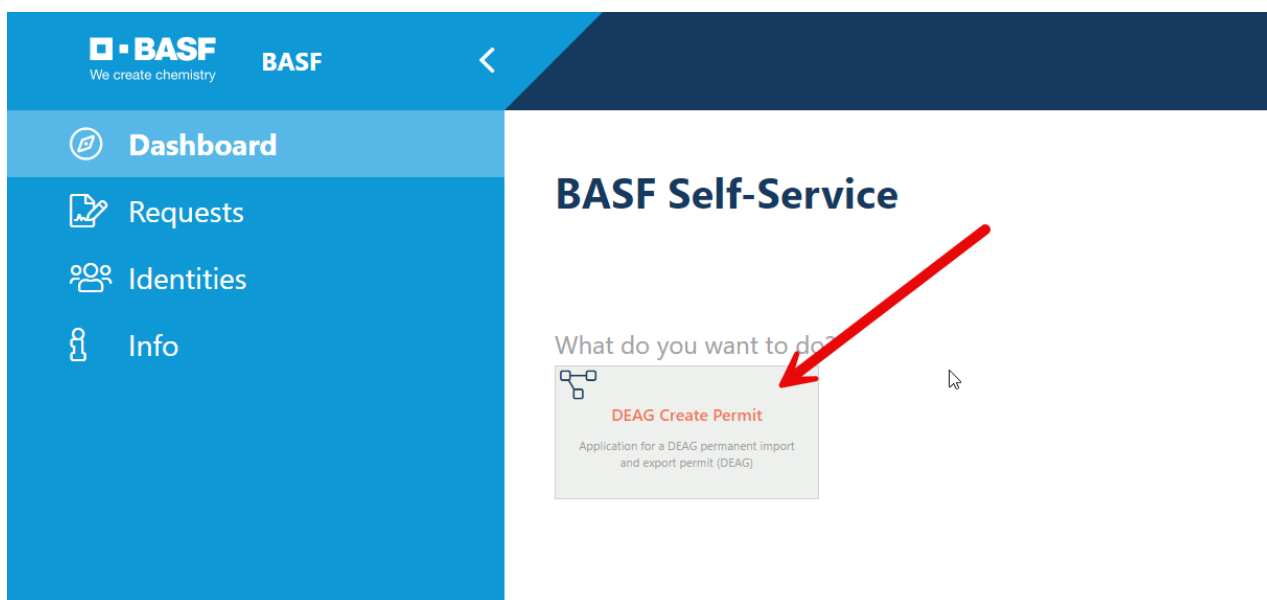 BASF
We create chemistry
BASF
Dashboard
Requests
Identities
Info
BASF Self-Service
What do you want to do?
DEAG Create Permit
Application for a DEAG permanent import
and export permit (DEAG)